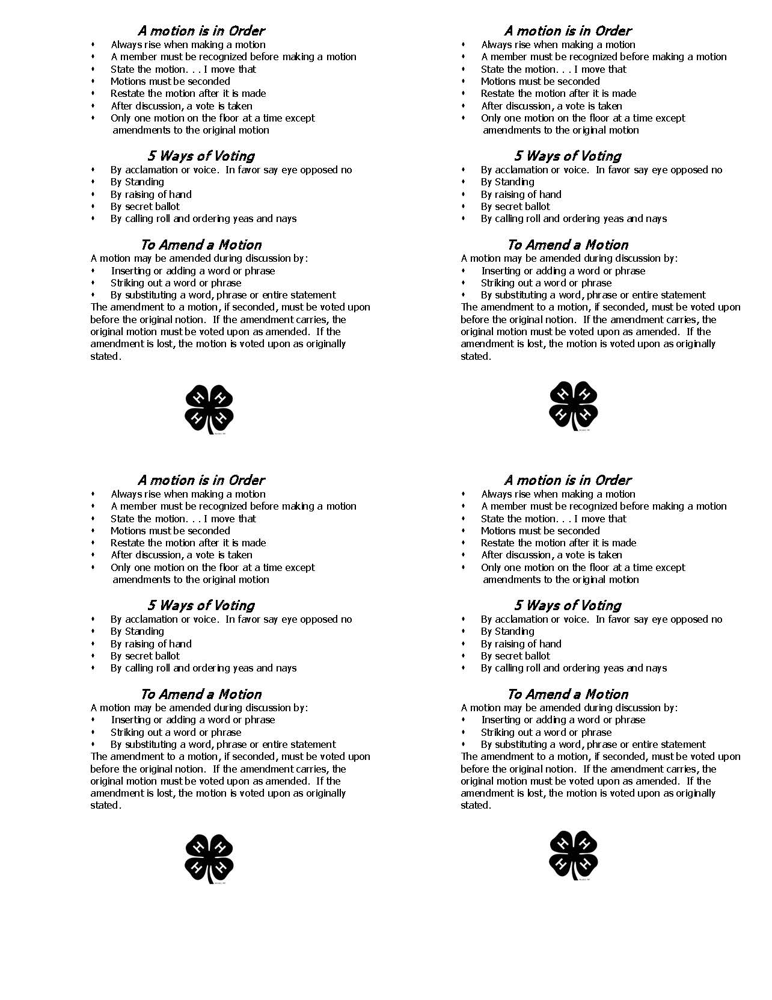 A motion is in Order
Always rise when making a motion
A member must be recognized before making a motion
State the motion. . . I move that
Motions must be seconded
Restate the motion after it is made
After discussion, a vote is taken
Only one motion on the floor at a time except
amendments to the original motion
5 Ways of Voting
By acclamation or voice.  In favor say eye opposed no
By Standing
By raising of hand
By secret ballot
By calling roll and ordering yeas and nays
To Amend a Motion
A motion may be amended during discussion by:
Inserting or adding a word or phrase
Striking out a word or phrase
By substituting a word, phrase or entire statement
The amendment to a motion, if seconded, must be voted upon
before the original notion.  If the amendment carries, the
original motion must be voted upon as amended.  If the
amendment is lost, the motion is voted upon as originally
stated.
H H
H H
A motion is in Order
Always rise when making a motion
A member must be recognized before making a motion
State the motion. . . I move that
Motions must be seconded
Restate the motion after it is made
After discussion, a vote is taken
Only one motion on the floor at a time except
amendments to the original motion
5 Ways of Voting
By acclamation or voice.  In favor say eye opposed no
By Standing
By raising of hand
By secret ballot
By calling roll and ordering yeas and nays
To Amend a Motion
A motion may be amended during discussion by:
Inserting or adding a word or phrase
Striking out a word or phrase
By substituting a word, phrase or entire statement
The amendment to a motion, if seconded, must be voted upon
before the original notion.  If the amendment carries, the
original motion must be voted upon as amended.  If the
amendment is lost, the motion is voted upon as originally
stated.
H H
H H
A motion is in Order
Always rise when making a motion
A member must be recognized before making a motion
State the motion. . . I move that
Motions must be seconded
Restate the motion after it is made
After discussion, a vote is taken
Only one motion on the floor at a time except
amendments to the original motion
5 Ways of Voting
By acclamation or voice.  In favor say eye opposed no
By Standing
By raising of hand
By secret ballot
By calling roll and ordering yeas and nays
To Amend a Motion
A motion may be amended during discussion by:
Inserting or adding a word or phrase
Striking out a word or phrase
By substituting a word, phrase or entire statement
The amendment to a motion, if seconded, must be voted upon
before the original notion.  If the amendment carries, the
original motion must be voted upon as amended.  If the
amendment is lost, the motion is voted upon as originally
stated.
H H
H H
A motion is in Order
Always rise when making a motion
A member must be recognized before making a motion
State the motion. . . I move that
Motions must be seconded
Restate the motion after it is made
After discussion, a vote is taken
Only one motion on the floor at a time except
amendments to the original motion
5 Ways of Voting
By acclamation or voice.  In favor say eye opposed no
By Standing
By raising of hand
By secret ballot
By calling roll and ordering yeas and nays
To Amend a Motion
A motion may be amended during discussion by:
Inserting or adding a word or phrase
Striking out a word or phrase
By substituting a word, phrase or entire statement
The amendment to a motion, if seconded, must be voted upon
before the original notion.  If the amendment carries, the
original motion must be voted upon as amended.  If the
amendment is lost, the motion is voted upon as originally
stated.
H H
H H